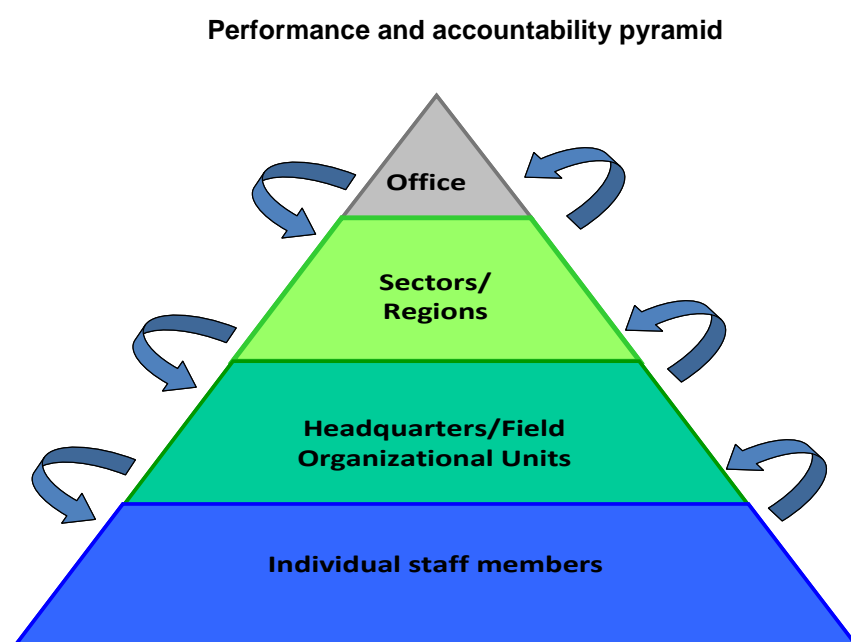 Performance and accountability pyramid
Office
Sectors/
Regions
Headquarters/Field
Organizational Units
Individual staff members